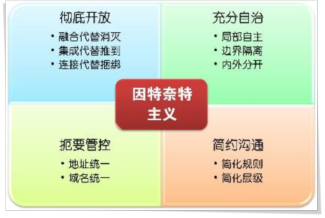 彻底开放
• 融合代替消灭
• 集成代替推到
• 连接代替捆绑
充分自治
• 局部自主
• 边界隔离
• 内外分开
因特奈特
主义
扼要管控
• 地址统一
• 域名统一
简约沟通
• 简化规则
• 简化层级